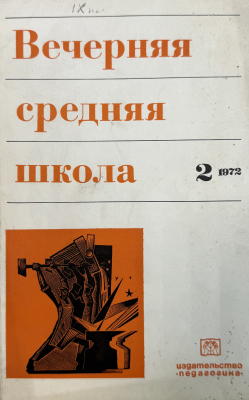 Вечерняя
средняя
школа
2 1972
издательство
«педагогика»